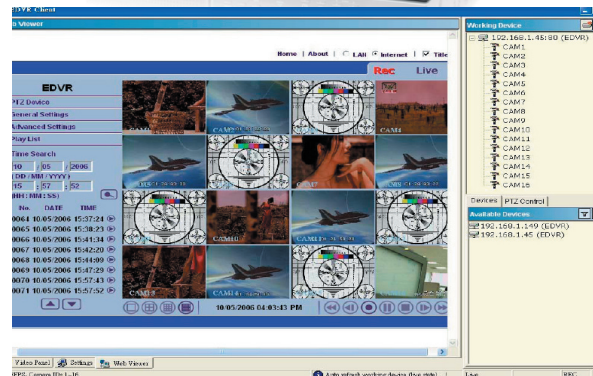 EDVR Client
Web Viewer
Home | About | LAN Internet | Title
Rec Live
EDVR
PTZ Device
General Settings
Advanced Settings
Play List
Time Search
10 / 05 / 2006
(DD / MM / YYYY)
15 : 57 : 52
(HH : MM : SS)
No. DATE TIME
0064 10/05/2006 15:37:24
0065 10/05/2006 15:38:23
0066 10/05/2006 15:41:34
0067 10/05/2006 15:42:20
0068 10/05/2006 15:44:09
0069 10/05/2006 15:47:29
0070 10/05/2006 15:57:43
0071 10/05/2006 15:57:52
CAM4
CAM10
10/05/2006 04:03:43 PM
Video Panel Settings Web Viewer
Auto refresh working device (live state) Live REC
Working Device
192.168.1.45:80 (EDVR)
CAM1
CAM2
CAM3
CAM4
CAM5
CAM6
CAM7
CAM8
CAM9
CAM10
CAM11
CAM12
CAM13
CAM14
CAM15
CAM16
Devices PTZ Control
Available Devices
192.168.1.149 (EDVR)
192.168.1.45 (EDVR)